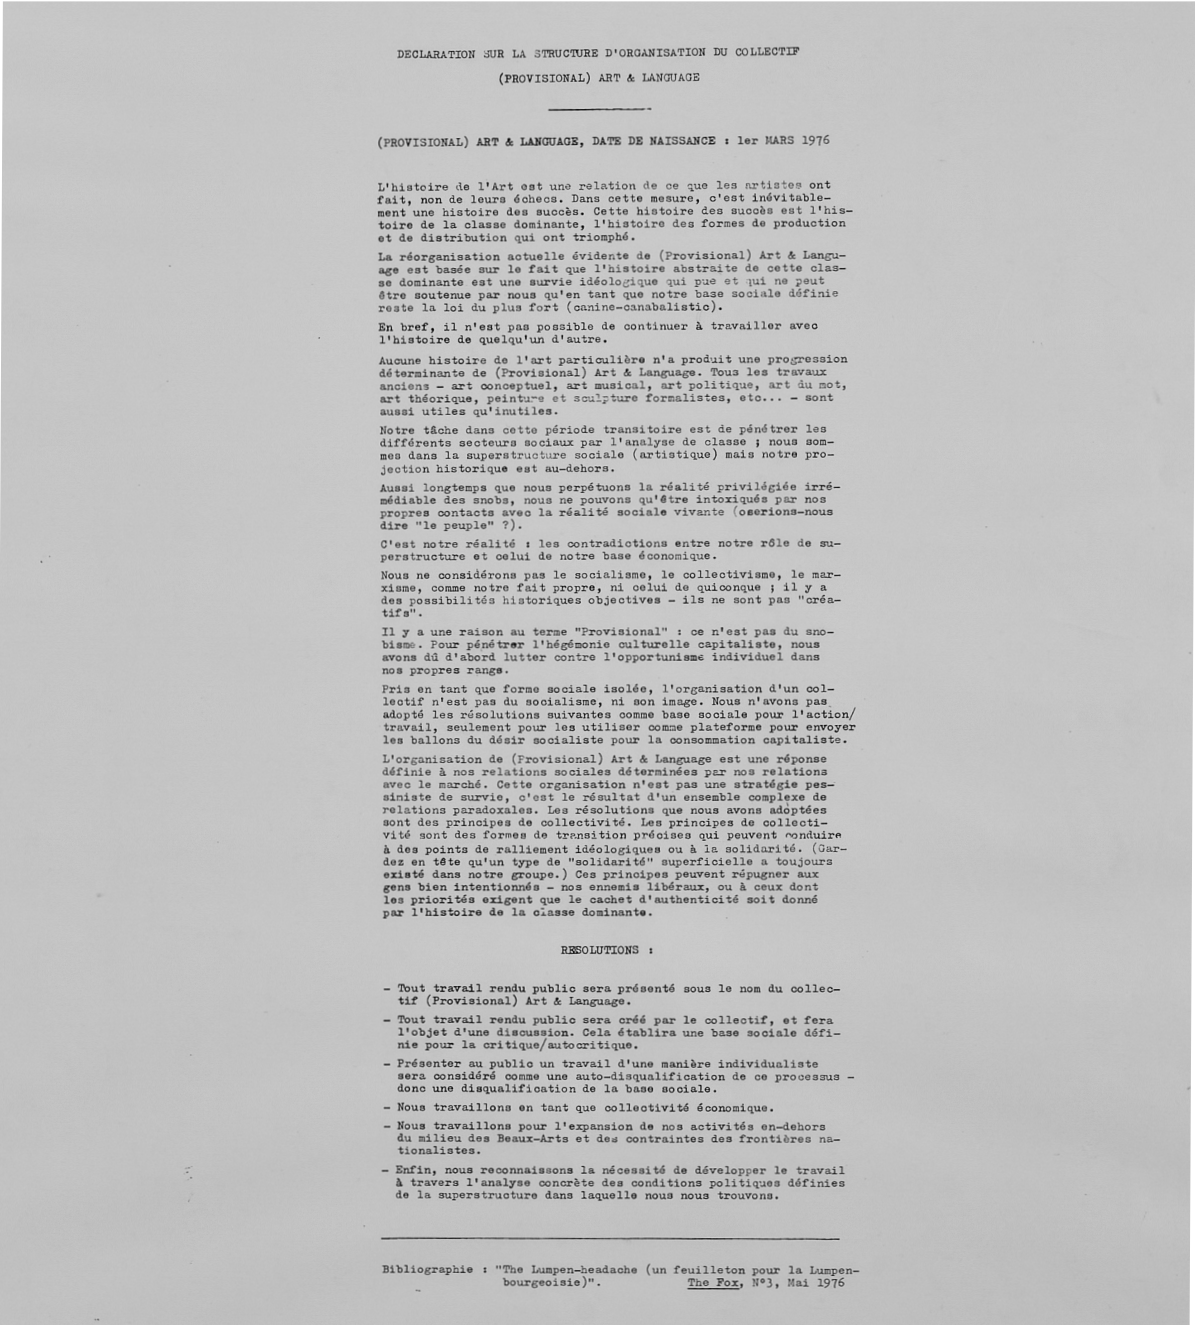 DECLARATION SUR LA STRUCTURE D'ORGANISATION DU COLLECTIF
(PROVISIONAL) ART & LANGUAGE
(PROVISIONAL) ART & LANGUAGE, DATE DE NAISSANCE : 1er MARS 1976
L'histoire de l'Art est une relation de ce que les artistes ont
fait, non de leurs échecs. Dans cette mesure, c'est inévitable-
ment une histoire des succès. Cette histoire des succès est l'his-
toire de la classe dominante, l'histoire des formes de production
et de distribution qui ont triomphé.
La réorganisation actuelle évidente de (Provisional) Art & Langu-
age est basée sur le fait que l'histoire abstraite de cette clas-
se dominante est une survie idéologique qui pue et qui ne peut
être soutenue par nous qu'en tant que notre base sociale définie
reste la loi du plus fort (canine-canabalistic).
En bref, il n'est pas possible de continuer à travailler avec
l'histoire de quelqu'un d'autre.
Aucune histoire de l'art particulière n'a produit une progression
déterminante de (Provisional) Art & Language. Tous les travaux
anciens - art conceptuel, art musical, art politique, art du mot,
art théorique, peinture et sculpture formalistes, etc... - sont
aussi utiles qu'inutiles.
Notre tâche dans cette période transitoire est de pénétrer les
différents secteurs sociaux par l'analyse de classe ; nous som-
mes dans la superstructure sociale (artistique) mais notre pro-
jection historique est au-dehors.
Aussi longtemps que nous perpétuons la réalité privilégiée irré-
médiable des snobs, nous ne pouvons qu'être intoxiqués par nos
propres contacts avec la réalité sociale vivante (oserions-nous
dire "le peuple" ?).
C'est notre réalité : les contradictions entre notre rôle de su-
perstructure et celui de notre base économique.
Nous ne considérons pas le socialisme, le collectivisme, le mar-
xisme, comme notre fait propre, ni celui de quiconque ; il y a
des possibilités historiques objectives - ils ne sont pas "créa-
tifs".
Il y a une raison au terme "Provisional" : ce n'est pas du sno-
bisme. Pour pénétrer l'hégémonie culturelle capitaliste, nous
avons dû d'abord lutter contre l'opportunisme individuel dans
nos propres rangs.
Pris en tant que forme sociale isolée, l'organisation d'un col-
lectif n'est pas du socialisme, ni son image. Nous n'avons pas
adopté les résolutions suivantes comme base sociale pour l'action/
travail, seulement pour les utiliser comme plateforme pour envoyer
les ballons du désir socialiste pour la consommation capitaliste.
L'organisation de (Provisional) Art & Language est une réponse
définie à nos relations sociales déterminées par nos relations
avec le marché. Cette organisation n'est pas une stratégie pes-
siniste de survie, c'est le résultat d'un ensemble complexe de
relations paradoxales. Les résolutions que nous avons adoptées
sont des principes de collectivité. Les principes de collecti-
vité sont des formes de transition précises qui peuvent conduire
à des points de ralliement idéologiques ou à la solidarité. (Gar-
dez en tête qu'un type de "solidarité" superficielle a toujours
existé dans notre groupe.) Ces principes peuvent répugner aux
gens bien intentionnés - nos ennemis libéraux, ou à ceux dont
les priorités exigent que le cachet d'authenticité soit donné
par l'histoire de la classe dominante.
RESOLUTIONS :
- Tout travail rendu public sera présenté sous le nom du collec-
tif (Provisional) Art & Language.
- Tout travail rendu public sera créé par le collectif, et fera
l'objet d'une discussion. Cela établira une base sociale défi-
nie pour la critique/autocritique.
- Présenter au public un travail d'une manière individualiste
sera considéré comme une auto-disqualification de ce processus -
donc une disqualification de la base sociale.
- Nous travaillons en tant que collectivité économique.
- Nous travaillons pour l'expansion de nos activités en-dehors
du milieu des Beaux-Arts et des contraintes des frontières na-
tionalistes.
- Enfin, nous reconnaissons la nécessité de développer le travail
à travers l'analyse concrète des conditions politiques définies
de la superstructure dans laquelle nous nous trouvons.
Bibliographie : "The Lumpen-headache (un feuilleton pour la Lumpen-
bourgeoisie)". The Fox, N°3, Mai 1976